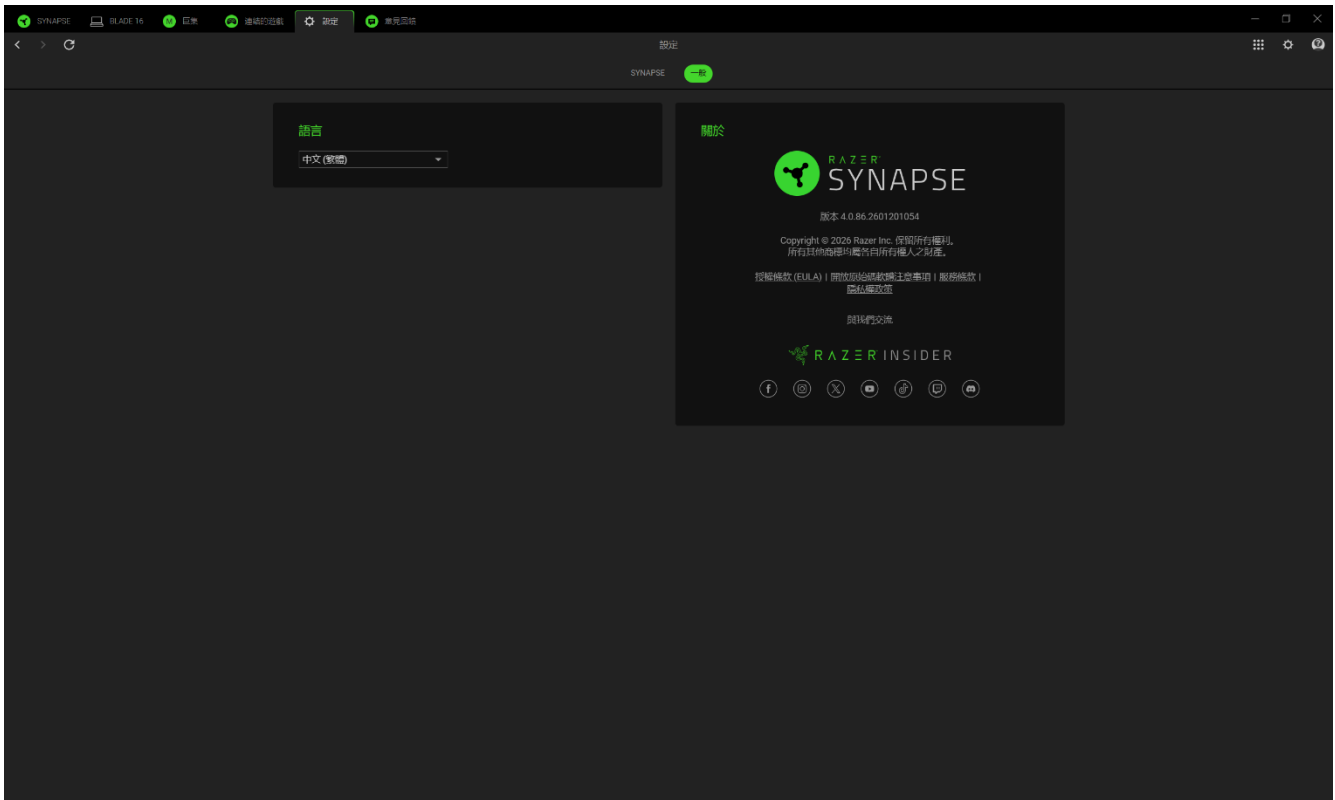 SYNAPSE
BLADE 16
巨集
連結的遊戲
設定
意見回饋
設定
SYNAPSE
一般
語言
中文 (繁體)
關於
RAZER
SYNAPSE
版本 4.0.86.2601201054
Copyright © 2026 Razer Inc. 保留所有權利。
所有其他商標均屬各自所有權人之財產。
授權條款 (EULA) | 開放原始碼軟體注意事項 | 服務條款 |
隱私權政策
與我們交流
RAZER INSIDER